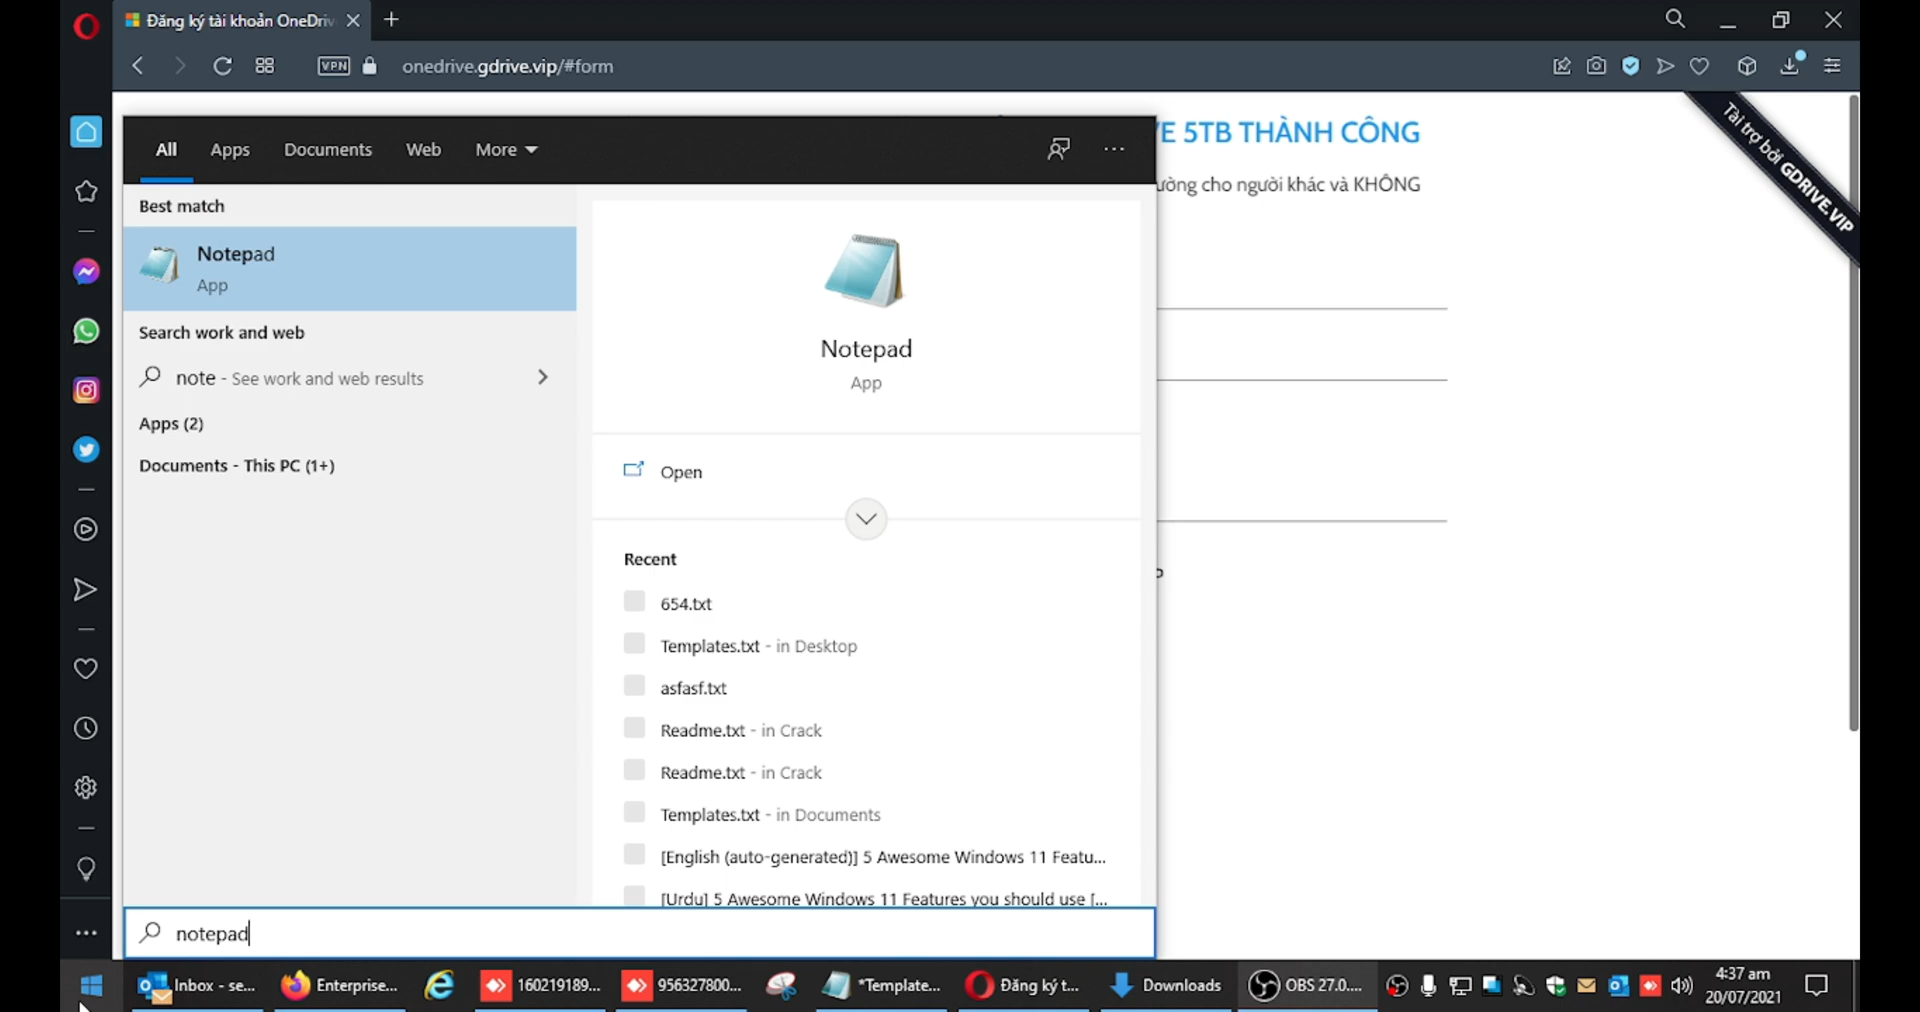 Đăng ký tài khoản OneDriv
VPN
onedrive.gdrive.vip/#form
All Apps Documents Web More
E 5TB THÀNH CÔNG
Tài trợ bởi GDRIVE.VIP
ường cho người khác và KHÔNG
Best match
Notepad
App
Search work and web
note - See work and web results
Apps (2)
Documents - This PC (1+)
Notepad
App
Open
Recent
654.txt
Templates.txt - in Desktop
asfasf.txt
Readme.txt - in Crack
Readme.txt - in Crack
Templates.txt - in Documents
[English (auto-generated)] 5 Awesome Windows 11 Featu...
[Urdu] 5 Awesome Windows 11 Features you should use [...
notepad
Inbox - se... Enterprise... 160219189... 956327800... *Template... Đăng ký t... Downloads OBS 27.0....
4:37 am
20/07/2021